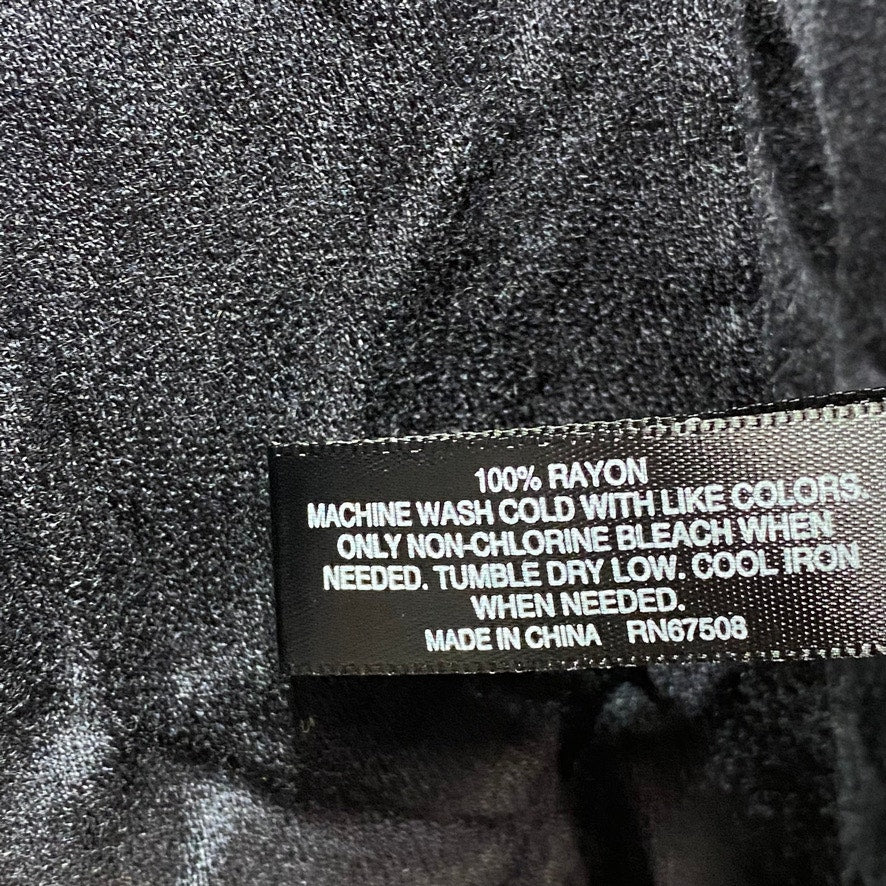 100% RAYON
MACHINE WASH COLD WITH LIKE COLORS.
ONLY NON-CHLORINE BLEACH WHEN
NEEDED. TUMBLE DRY LOW. COOL IRON
WHEN NEEDED.
MADE IN CHINA RN67508